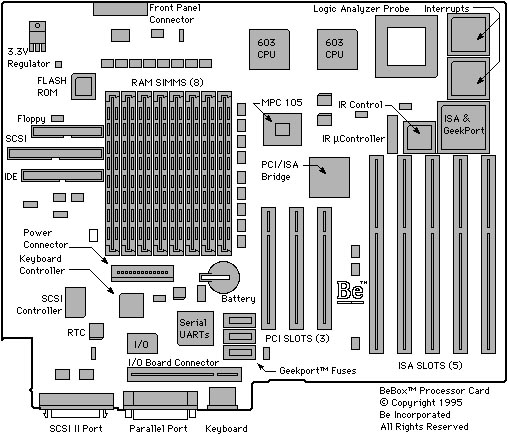 Front Panel
Connector
Logic Analyzer Probe
Interrupts
3.3V
Regulator
603
CPU
603
CPU
FLASH
ROM
RAM SIMMS (8)
MPC 105
IR Control
ISA &
GeekPort
Floppy
SCSI
IR µController
IDE
PCI/ISA
Bridge
Power
Connector
Keyboard
Controller
Battery
Be™
SCSI
Controller
RTC
Serial
UARTs
I/O
PCI SLOTS (3)
I/O Board Connector
ISA SLOTS (5)
Geekport™ Fuses
BeBox™ Processor Card
© Copyright 1995
Be Incorporated
All Rights Reserved
SCSI II Port
Parallel Port
Keyboard